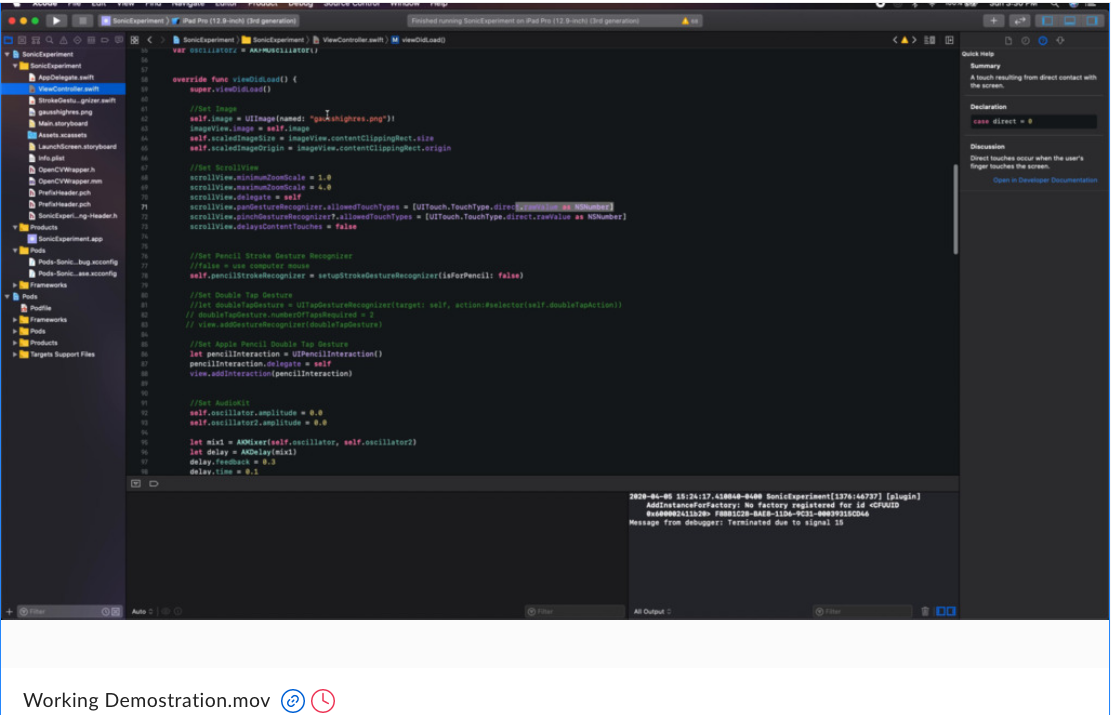 Xcode File Edit View Find Navigate Editor Product Debug Source Control Window Help
SonicExperiment iPad Pro (12.9-inch) (3rd generation)
Finished running SonicExperiment on iPad Pro (12.9-inch) (3rd generation)
SonicExperiment
SonicExperiment
AppDelegate.swift
ViewController.swift
StrokeGestu...gnizer.swift
gausshighres.png
Main.storyboard
Assets.xcassets
LaunchScreen.storyboard
Info.plist
OpenCVWrapper.h
OpenCVWrapper.mm
PrefixHeader.pch
PrefixHeader.pch
SonicExperi...ng-Header.h
Products
SonicExperiment.app
Pods
Pods-Sonic...bug.xcconfig
Pods-Sonic...ase.xcconfig
Frameworks
Pods
Podfile
Frameworks
Pods
Products
Targets Support Files
Filter
SonicExperiment SonicExperiment ViewController.swift M viewDidLoad()
55 var oscillator2 = AKFMOscillator()
56
57
58 override func viewDidLoad() {
59 super.viewDidLoad()
60
61 //Set Image
62 self.image = UIImage(named: "gausshighres.png")!
63 imageView.image = self.image
64 self.scaledImageSize = imageView.contentClippingRect.size
65 self.scaledImageOrigin = imageView.contentClippingRect.origin
66
67 //Set ScrollView
68 scrollView.minimumZoomScale = 1.0
69 scrollView.maximumZoomScale = 4.0
70 scrollView.delegate = self
71 scrollView.panGestureRecognizer.allowedTouchTypes = [UITouch.TouchType.direct.rawValue as NSNumber]
72 scrollView.pinchGestureRecognizer?.allowedTouchTypes = [UITouch.TouchType.direct.rawValue as NSNumber]
73 scrollView.delaysContentTouches = false
74
75
76 //Set Pencil Stroke Gesture Recognizer
77 //false = use computer mouse
78 self.pencilStrokeRecognizer = setupStrokeGestureRecognizer(isForPencil: false)
79
80 //Set Double Tap Gesture
81 //let doubleTapGesture = UITapGestureRecognizer(target: self, action:#selector(self.doubleTapAction))
82 // doubleTapGesture.numberOfTapsRequired = 2
83 // view.addGestureRecognizer(doubleTapGesture)
84
85 //Set Apple Pencil Double Tap Gesture
86 let pencilInteraction = UIPencilInteraction()
87 pencilInteraction.delegate = self
88 view.addInteraction(pencilInteraction)
89
90
91 //Set AudioKit
92 self.oscillator.amplitude = 0.0
93 self.oscillator2.amplitude = 0.0
94
95 let mix1 = AKMixer(self.oscillator, self.oscillator2)
96 let delay = AKDelay(mix1)
97 delay.feedback = 0.3
98 delay.time = 0.1
Auto
Filter
2020-04-05 15:24:17.410840-0400 SonicExperiment[1376:46737] [plugin]
AddInstanceForFactory: No factory registered for id <CFUUID
0x600002411b20> F8BB1C28-BAE8-11D6-9C31-00039315CD46
Message from debugger: Terminated due to signal 15
All Output
Filter
Quick Help
Summary
A touch resulting from direct contact with
the screen.
Declaration
case direct = 0
Discussion
Direct touches occur when the user's
finger touches the screen.
Open in Developer Documentation
Working Demostration.mov